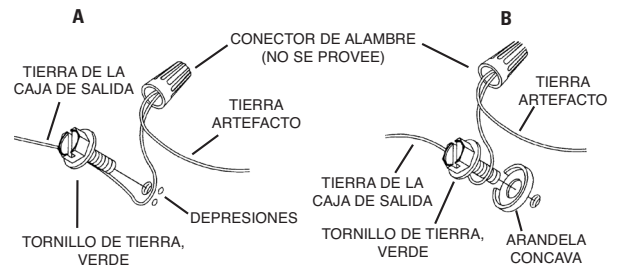 A
B
CONECTOR DE ALAMBRE
(NO SE PROVEE)
TIERRA DE LA
CAJA DE SALIDA
TIERRA
ARTEFACTO
DEPRESIONES
TORNILLO DE TIERRA,
VERDE
TIERRA
ARTEFACTO
TIERRA DE LA
CAJA DE SALIDA
TORNILLO DE TIERRA,
VERDE
ARANDELA
CONCAVA